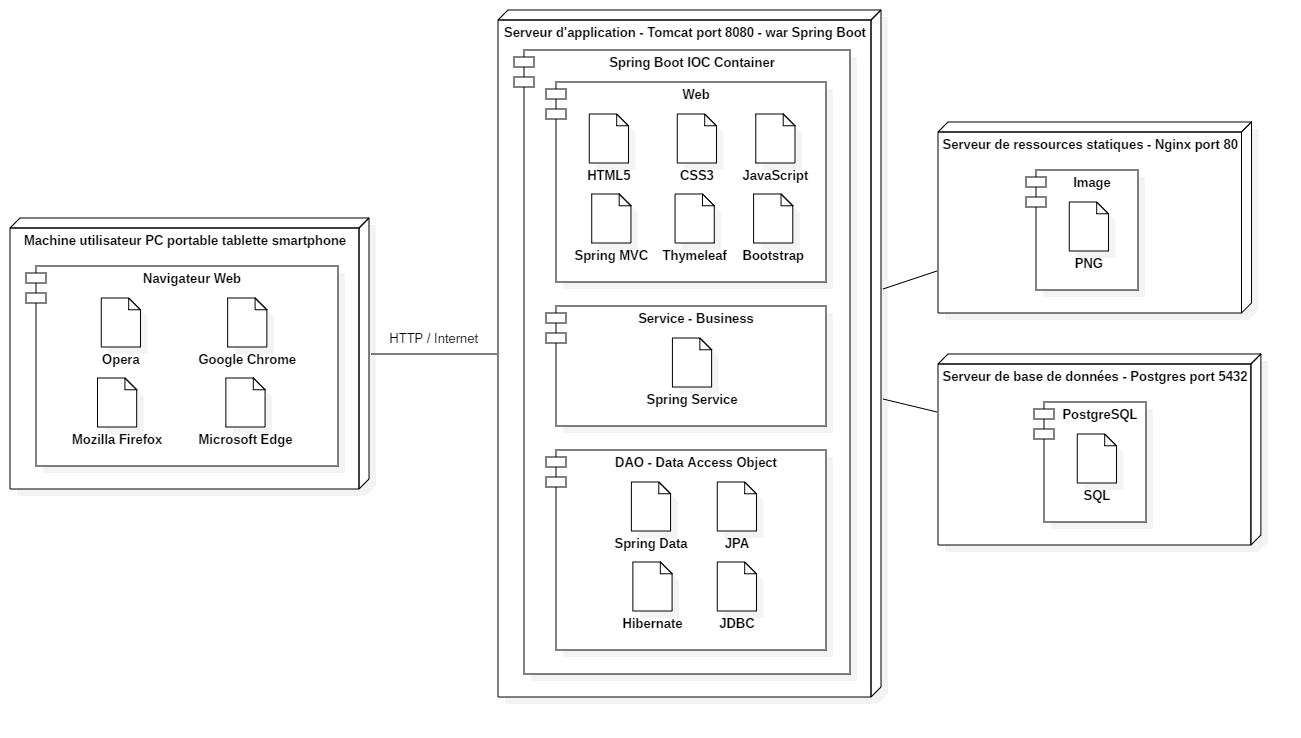 Machine utilisateur PC portable tablette smartphone
Navigateur Web
Opera
Google Chrome
Mozilla Firefox
Microsoft Edge
HTTP / Internet
Serveur d'application - Tomcat port 8080 - war Spring Boot
Spring Boot IOC Container
Web
HTML5
CSS3
JavaScript
Spring MVC
Thymeleaf
Bootstrap
Service - Business
Spring Service
DAO - Data Access Object
Spring Data
JPA
Hibernate
JDBC
Serveur de ressources statiques - Nginx port 80
Image
PNG
Serveur de base de données - Postgres port 5432
PostgreSQL
SQL